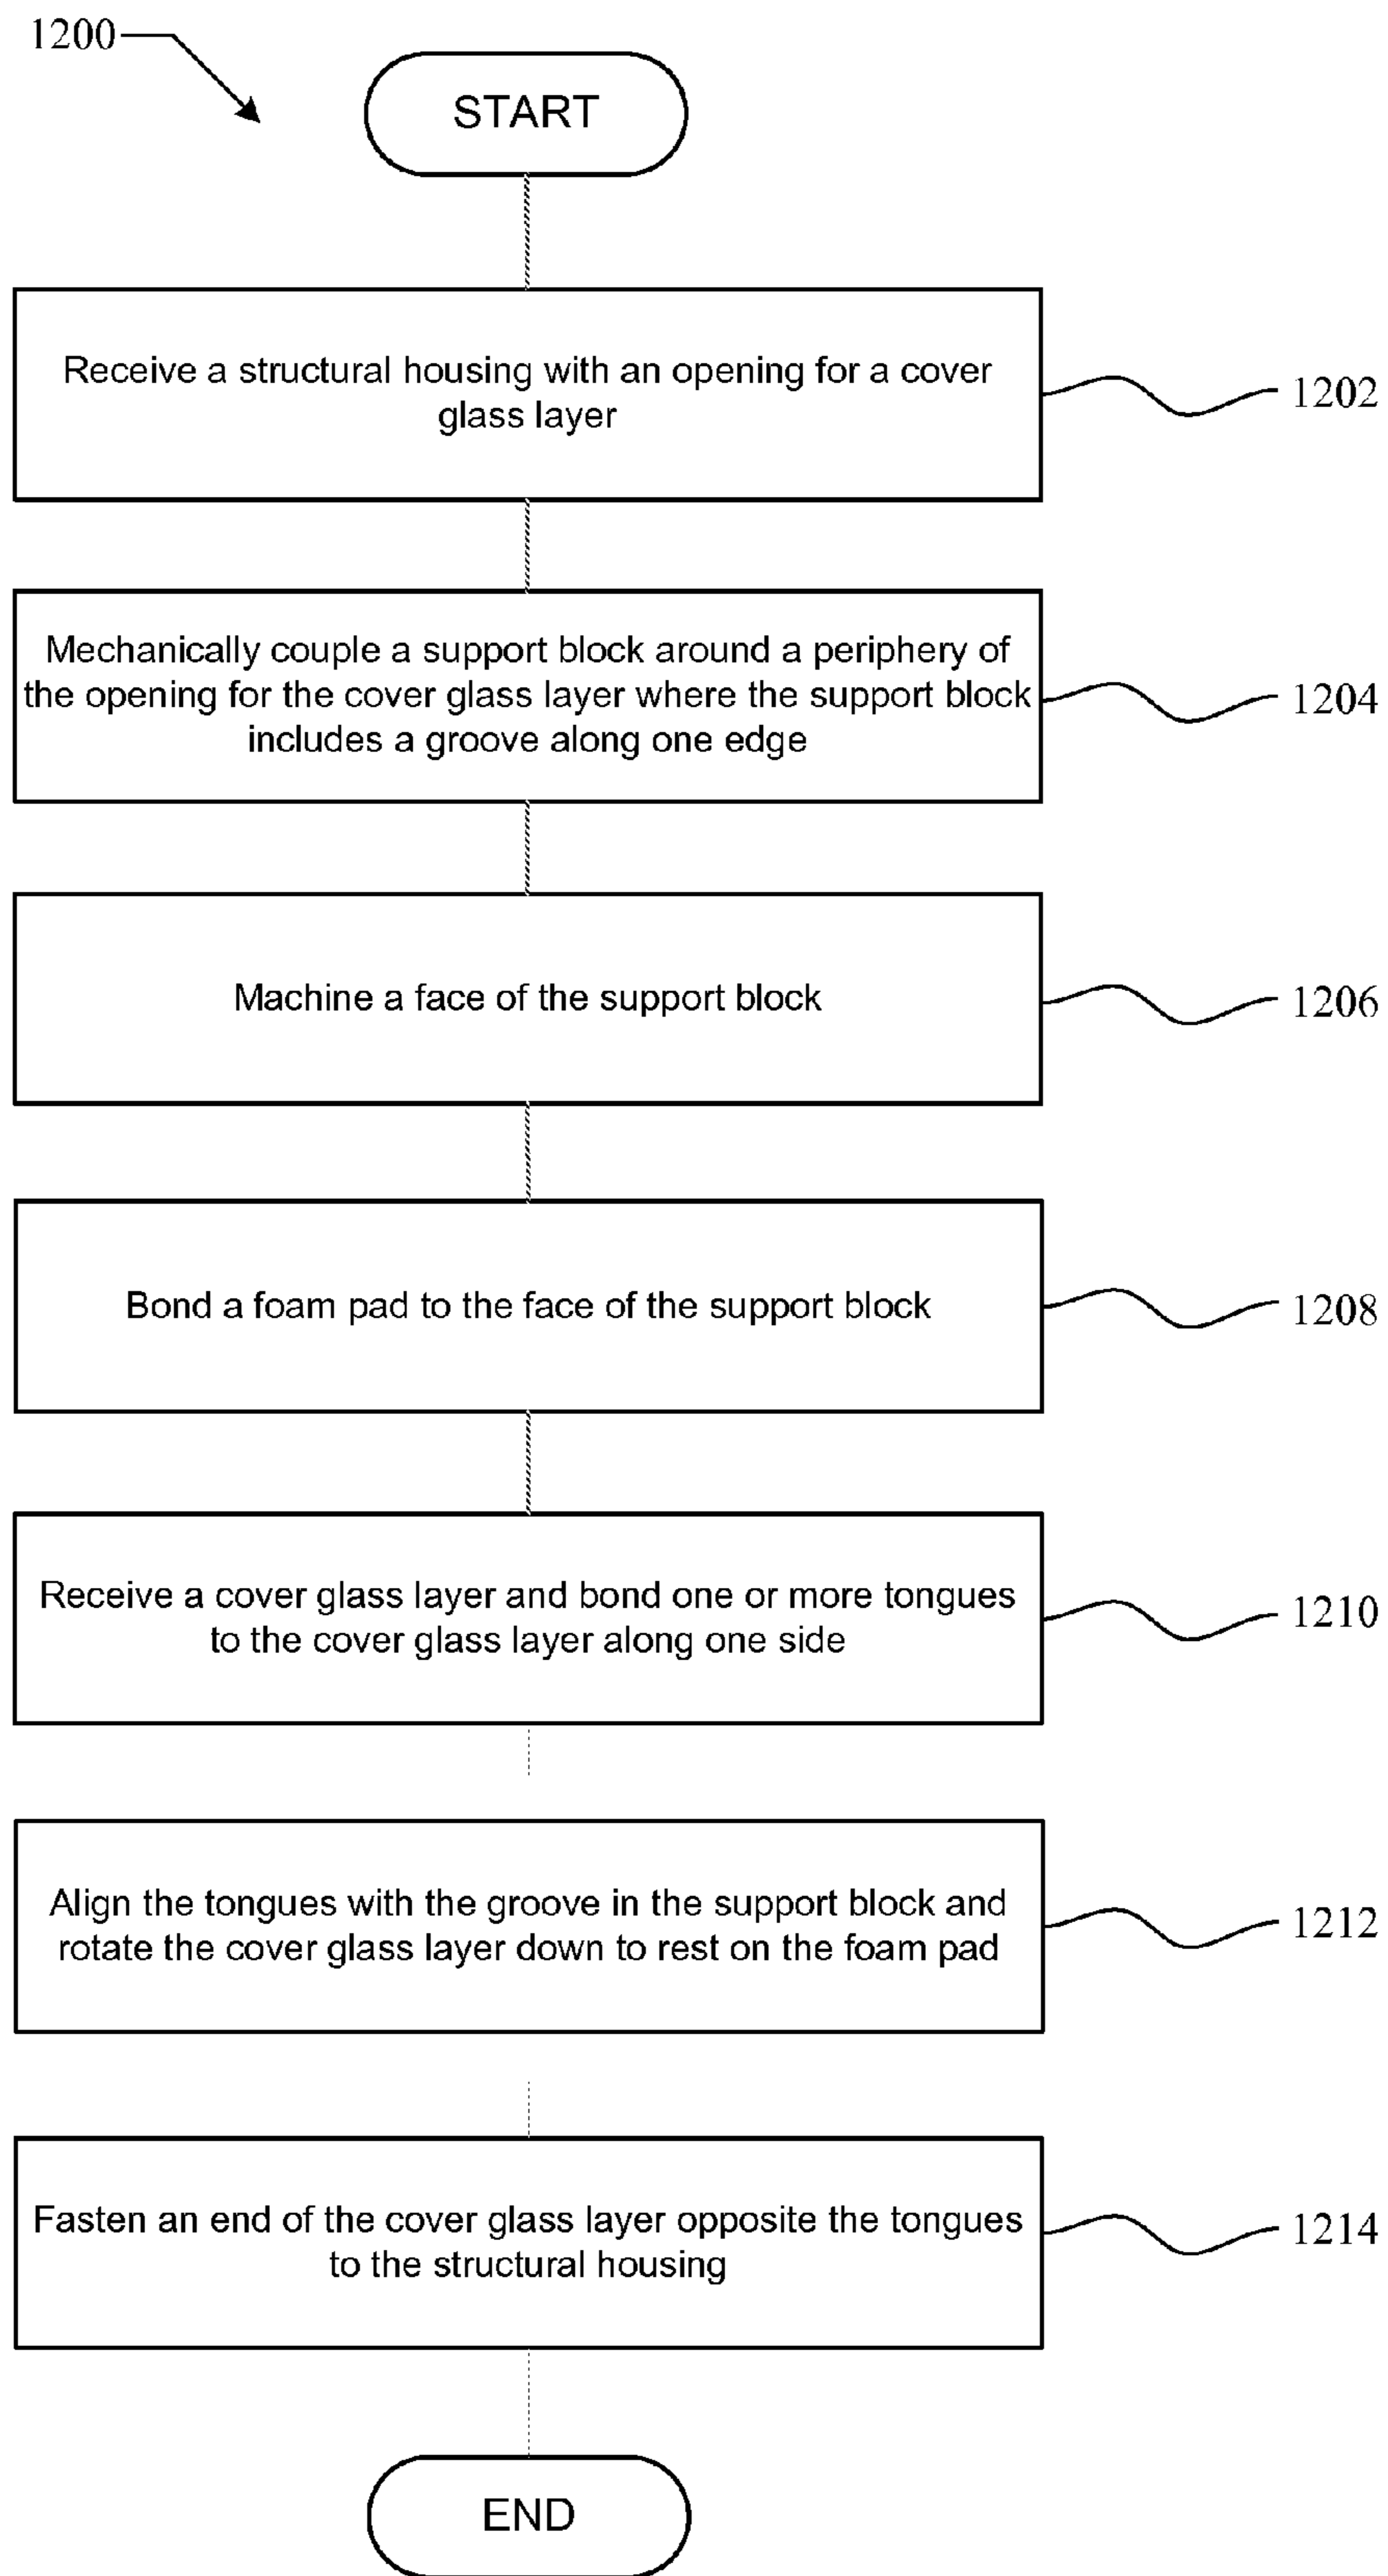 1200
START
Receive a structural housing with an opening for a cover
glass layer
1202
Mechanically couple a support block around a periphery of
the opening for the cover glass layer where the support block
includes a groove along one edge
1204
Machine a face of the support block
1206
Bond a foam pad to the face of the support block
1208
Receive a cover glass layer and bond one or more tongues
to the cover glass layer along one side
1210
Align the tongues with the groove in the support block and
rotate the cover glass layer down to rest on the foam pad
1212
Fasten an end of the cover glass layer opposite the tongues
to the structural housing
1214
END